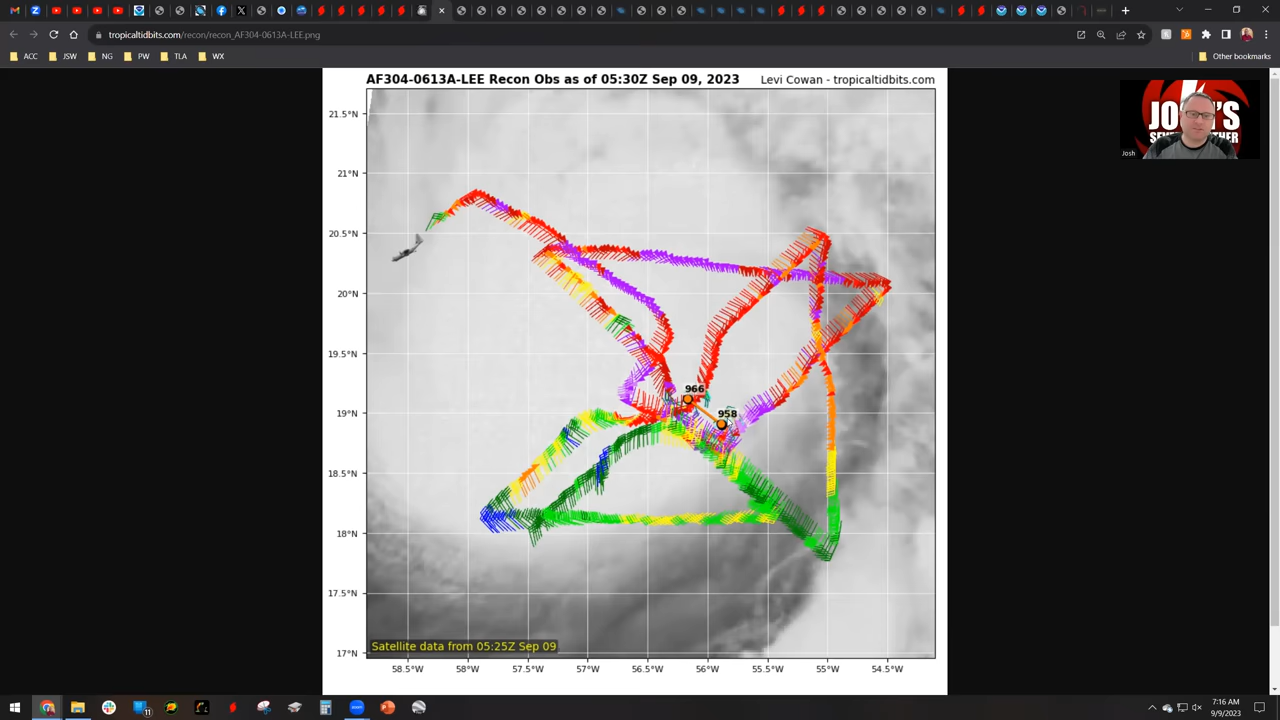 tropicaltidbits.com/recon/recon_AF304-0613A-LEE.png
ACC JSW NG PW TLA WX Other bookmarks
AF304-0613A-LEE Recon Obs as of 05:30Z Sep 09, 2023 Levi Cowan - tropicaltidbits.com
21.5°N
21°N
20.5°N
20°N
19.5°N
19°N
18.5°N
18°N
17.5°N
17°N
966
958
Satellite data from 05:25Z Sep 09
58.5°W 58°W 57.5°W 57°W 56.5°W 56°W 55.5°W 55°W 54.5°W
Josh
11
zoom
7:16 AM
9/9/2023